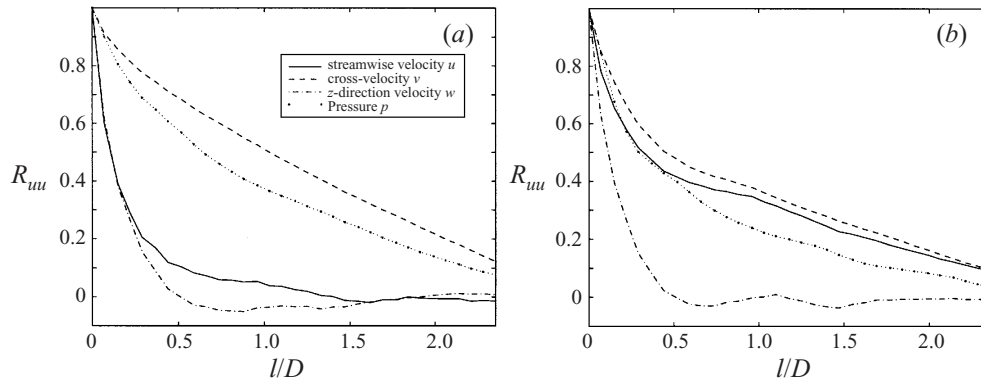 (a)
0.8
0.6
R_uu
0.4
0.2
0
0
0.5
1.0
1.5
2.0
l/D
streamwise velocity u
cross-velocity v
z-direction velocity w
Pressure p
(b)
0.8
0.6
R_uu
0.4
0.2
0
0
0.5
1.0
1.5
2.0
l/D